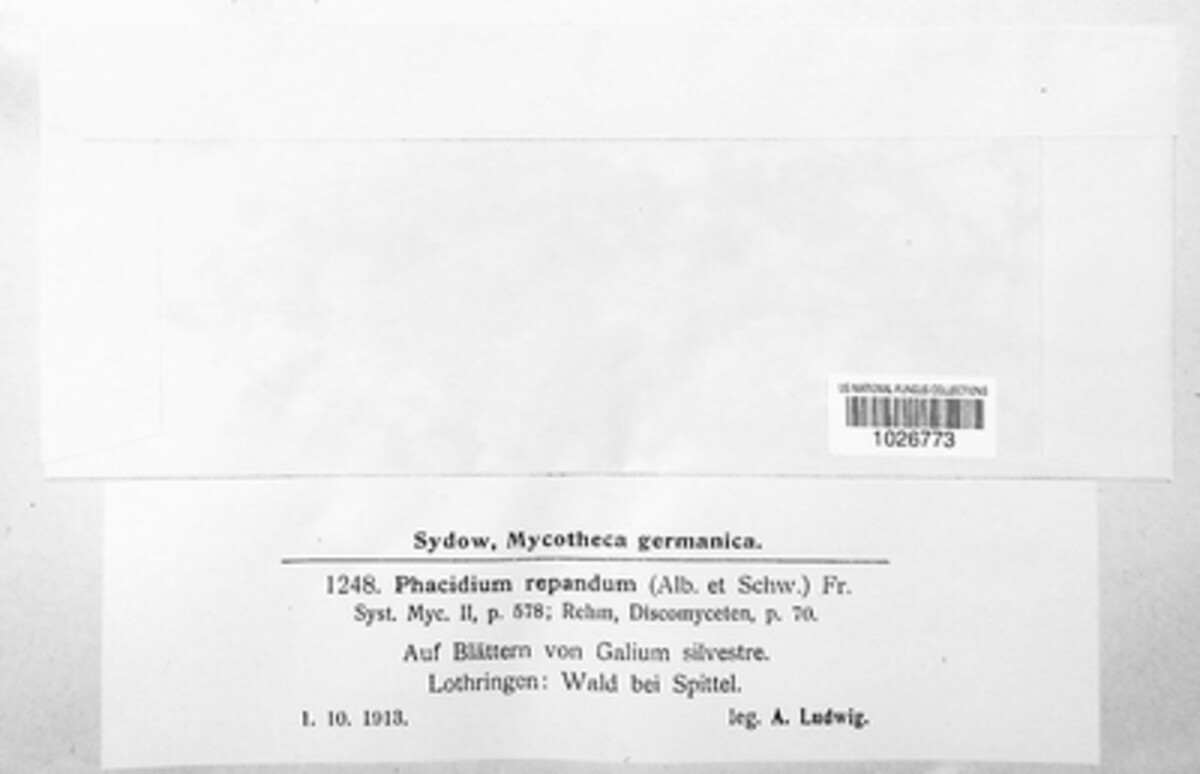 US NATIONAL FUNGUS COLLECTIONS
1026773
Sydow, Mycotheca germanica.
1248. Phacidium repandum (Alb. et Schw.) Fr.
Syst. Myc. II, p. 578; Rehm, Discomyceten, p. 70.
Auf Blättern von Galium silvestre.
Lothringen: Wald bei Spittel.
1. 10. 1913. leg. A. Ludwig.